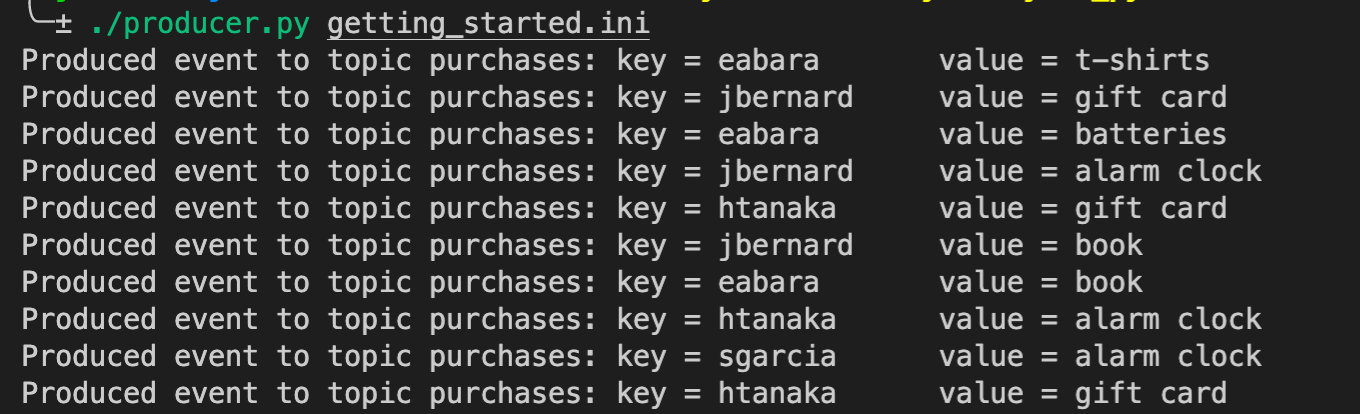 ± ./producer.py getting_started.ini
Produced event to topic purchases: key = eabara value = t-shirts
Produced event to topic purchases: key = jbernard value = gift card
Produced event to topic purchases: key = eabara value = batteries
Produced event to topic purchases: key = jbernard value = alarm clock
Produced event to topic purchases: key = htanaka value = gift card
Produced event to topic purchases: key = jbernard value = book
Produced event to topic purchases: key = eabara value = book
Produced event to topic purchases: key = htanaka value = alarm clock
Produced event to topic purchases: key = sgarcia value = alarm clock
Produced event to topic purchases: key = htanaka value = gift card